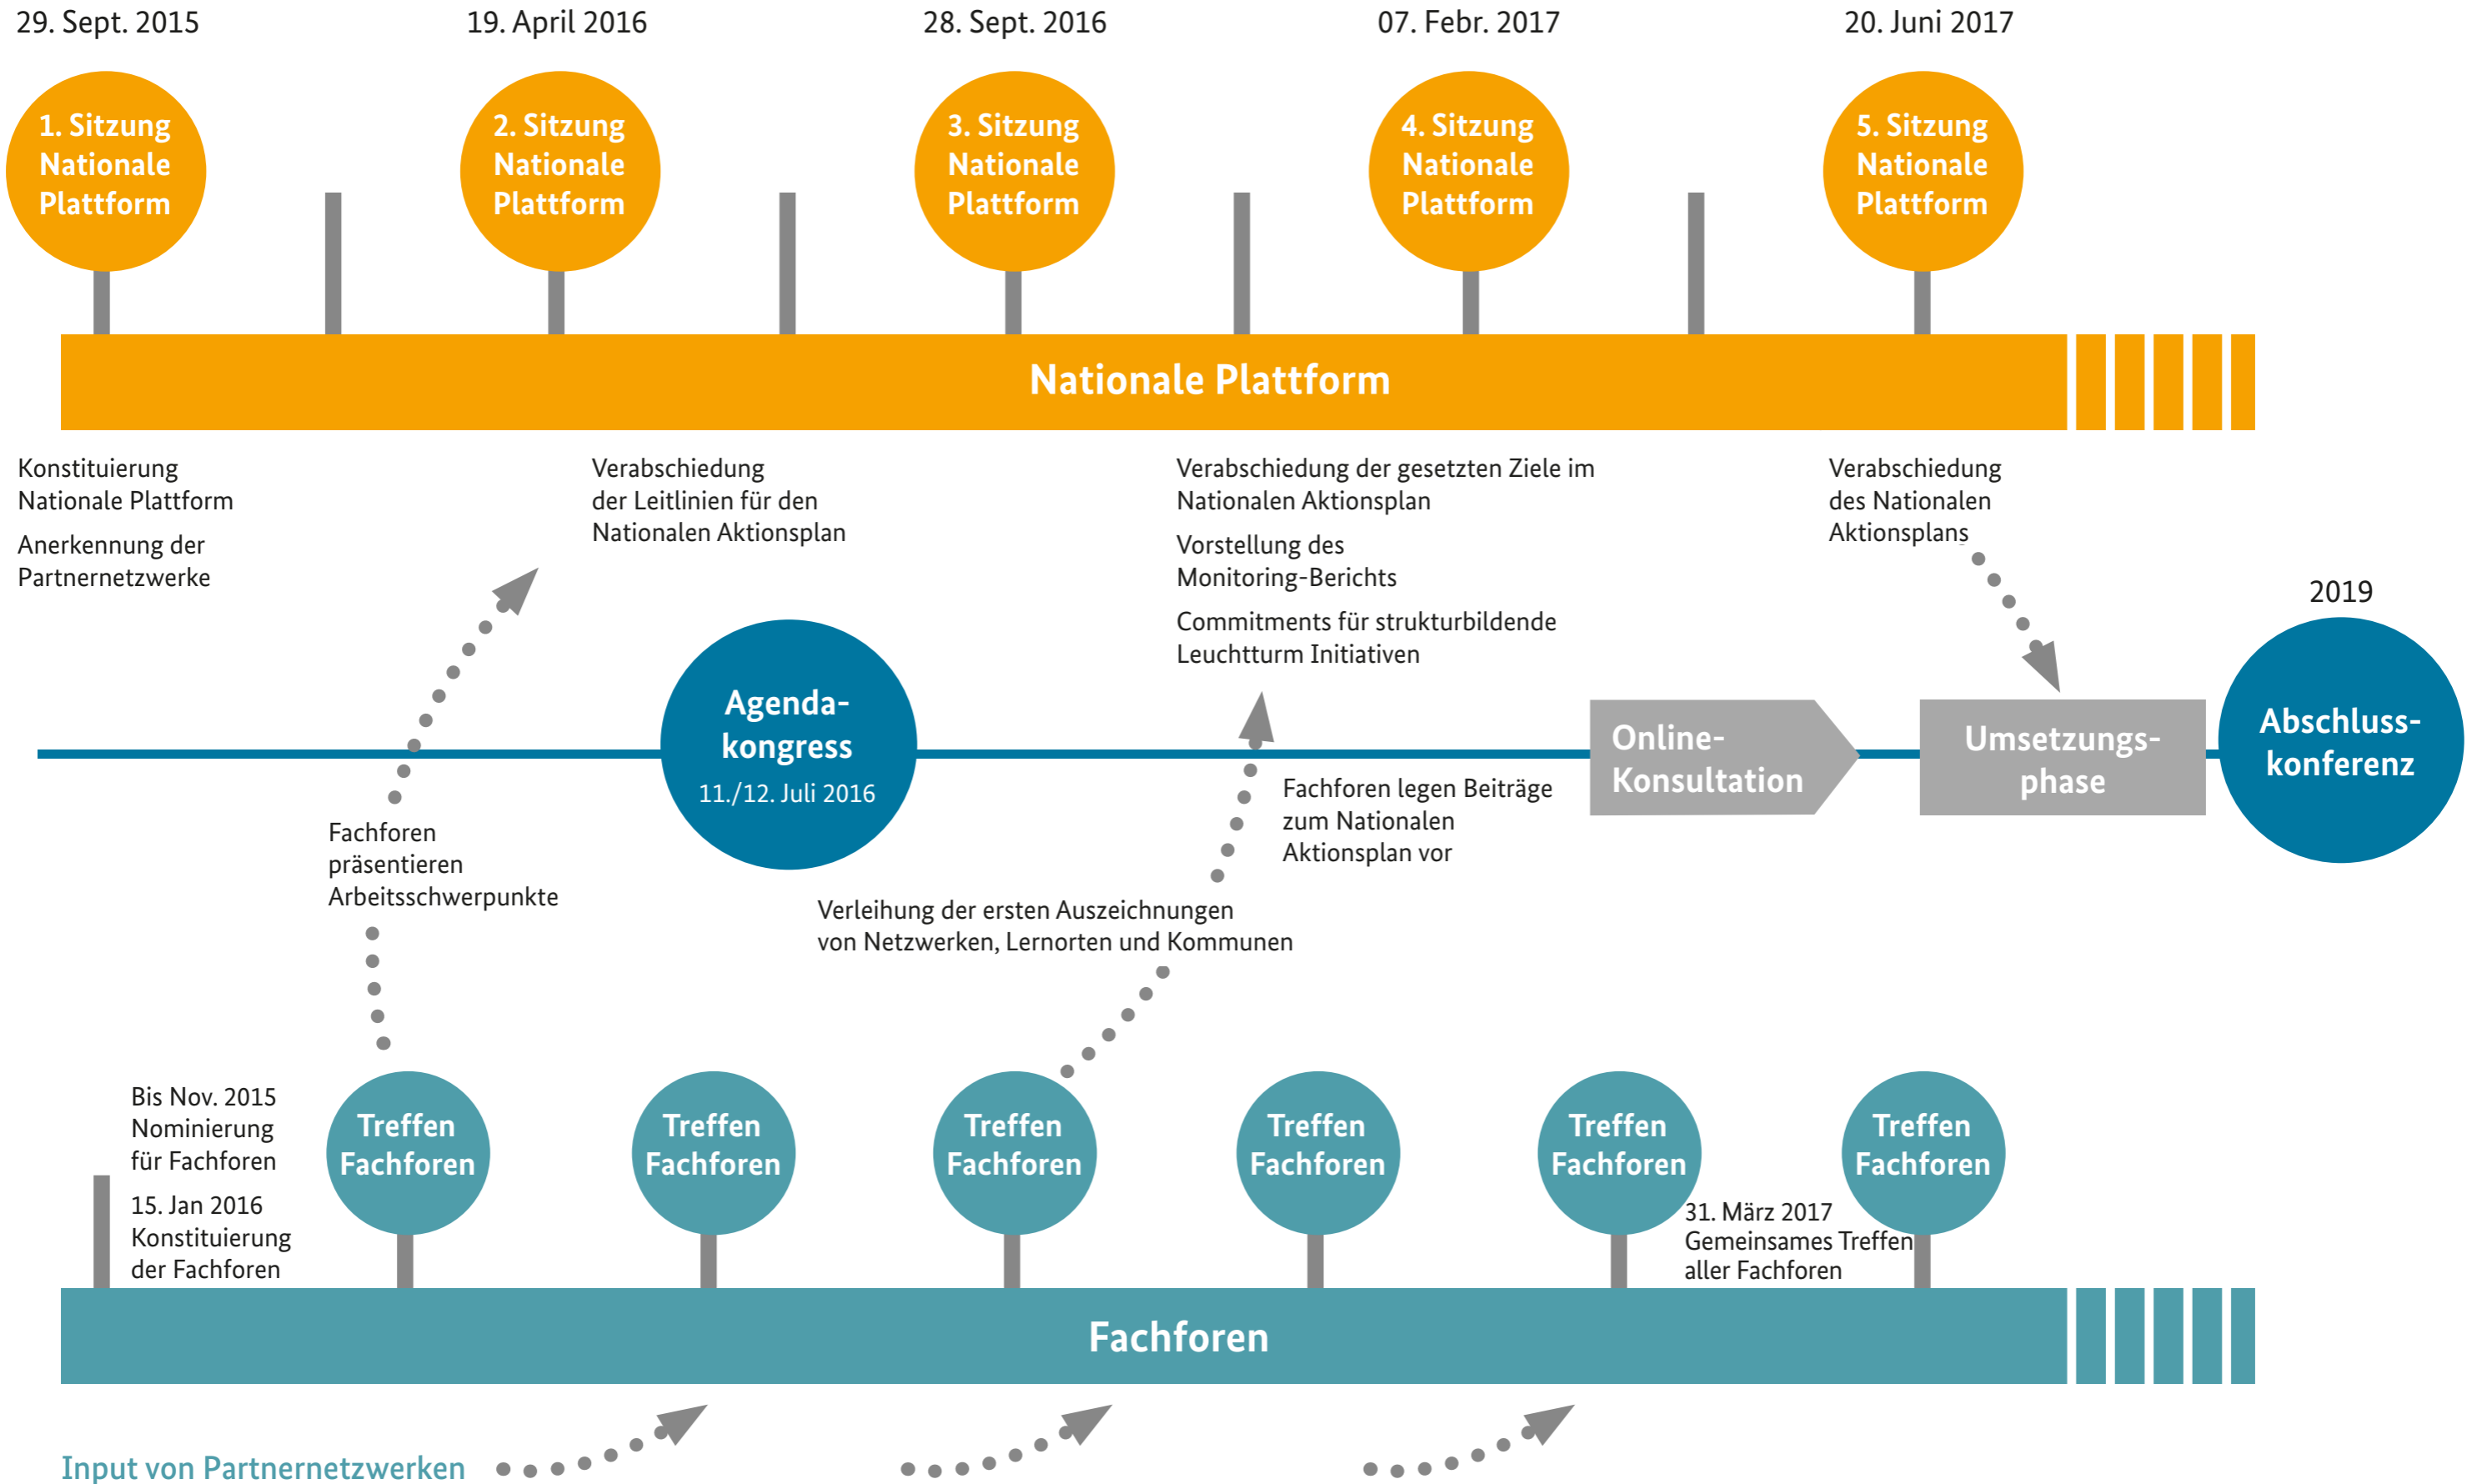 29. Sept. 2015
19. April 2016
28. Sept. 2016
07. Febr. 2017
20. Juni 2017
1. Sitzung
Nationale
Plattform
2. Sitzung
Nationale
Plattform
3. Sitzung
Nationale
Plattform
4. Sitzung
Nationale
Plattform
5. Sitzung
Nationale
Plattform
Nationale Plattform
Konstituierung
Nationale Plattform
Anerkennung der
Partnernetzwerke
Verabschiedung
der Leitlinien für den
Nationalen Aktionsplan
Verabschiedung der gesetzten Ziele im
Nationalen Aktionsplan
Vorstellung des
Monitoring-Berichts
Commitments für strukturbildende
Leuchtturm Initiativen
Verabschiedung
des Nationalen
Aktionsplans
2019
Agenda-
kongress
11./12. Juli 2016
Online-
Konsultation
Umsetzungs-
phase
Abschluss-
konferenz
Fachforen
präsentieren
Arbeitsschwerpunkte
Fachforen legen Beiträge
zum Nationalen
Aktionsplan vor
Verleihung der ersten Auszeichnungen
von Netzwerken, Lernorten und Kommunen
Bis Nov. 2015
Nominierung
für Fachforen
15. Jan 2016
Konstituierung
der Fachforen
Treffen
Fachforen
Treffen
Fachforen
Treffen
Fachforen
Treffen
Fachforen
Treffen
Fachforen
Treffen
Fachforen
31. März 2017
Gemeinsames Treffen
aller Fachforen
Fachforen
Input von Partnernetzwerken